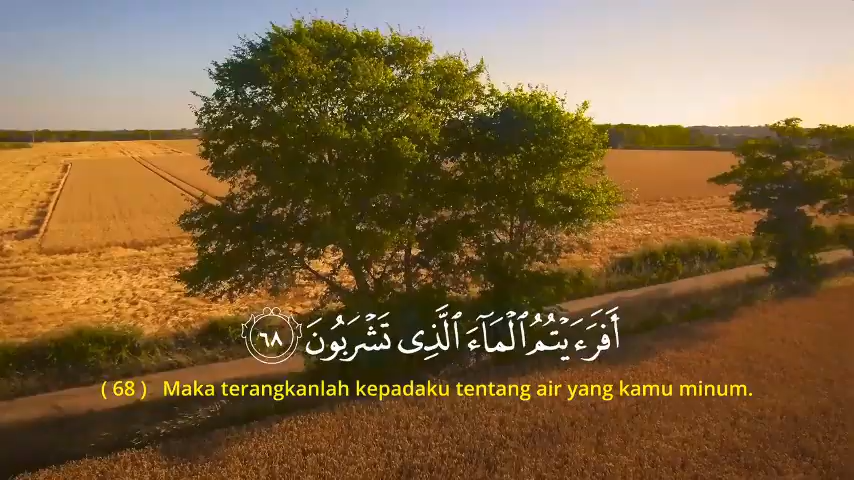 أَفَرَءَيْتُمُ ٱلْمَآءَ ٱلَّذِى تَشْرَبُونَ ٦٨
( 68 ) Maka terangkanlah kepadaku tentang air yang kamu minum.